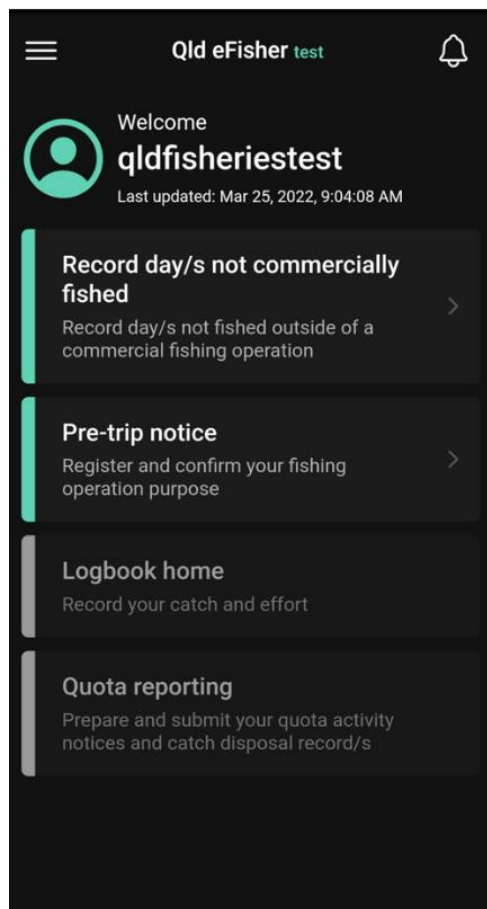 Qld eFisher test
Welcome
qldfisheriestest
Last updated: Mar 25, 2022, 9:04:08 AM
Record day/s not commercially
fished
Record day/s not fished outside of a
commercial fishing operation
Pre-trip notice
Register and confirm your fishing
operation purpose
Logbook home
Record your catch and effort
Quota reporting
Prepare and submit your quota activity
notices and catch disposal record/s